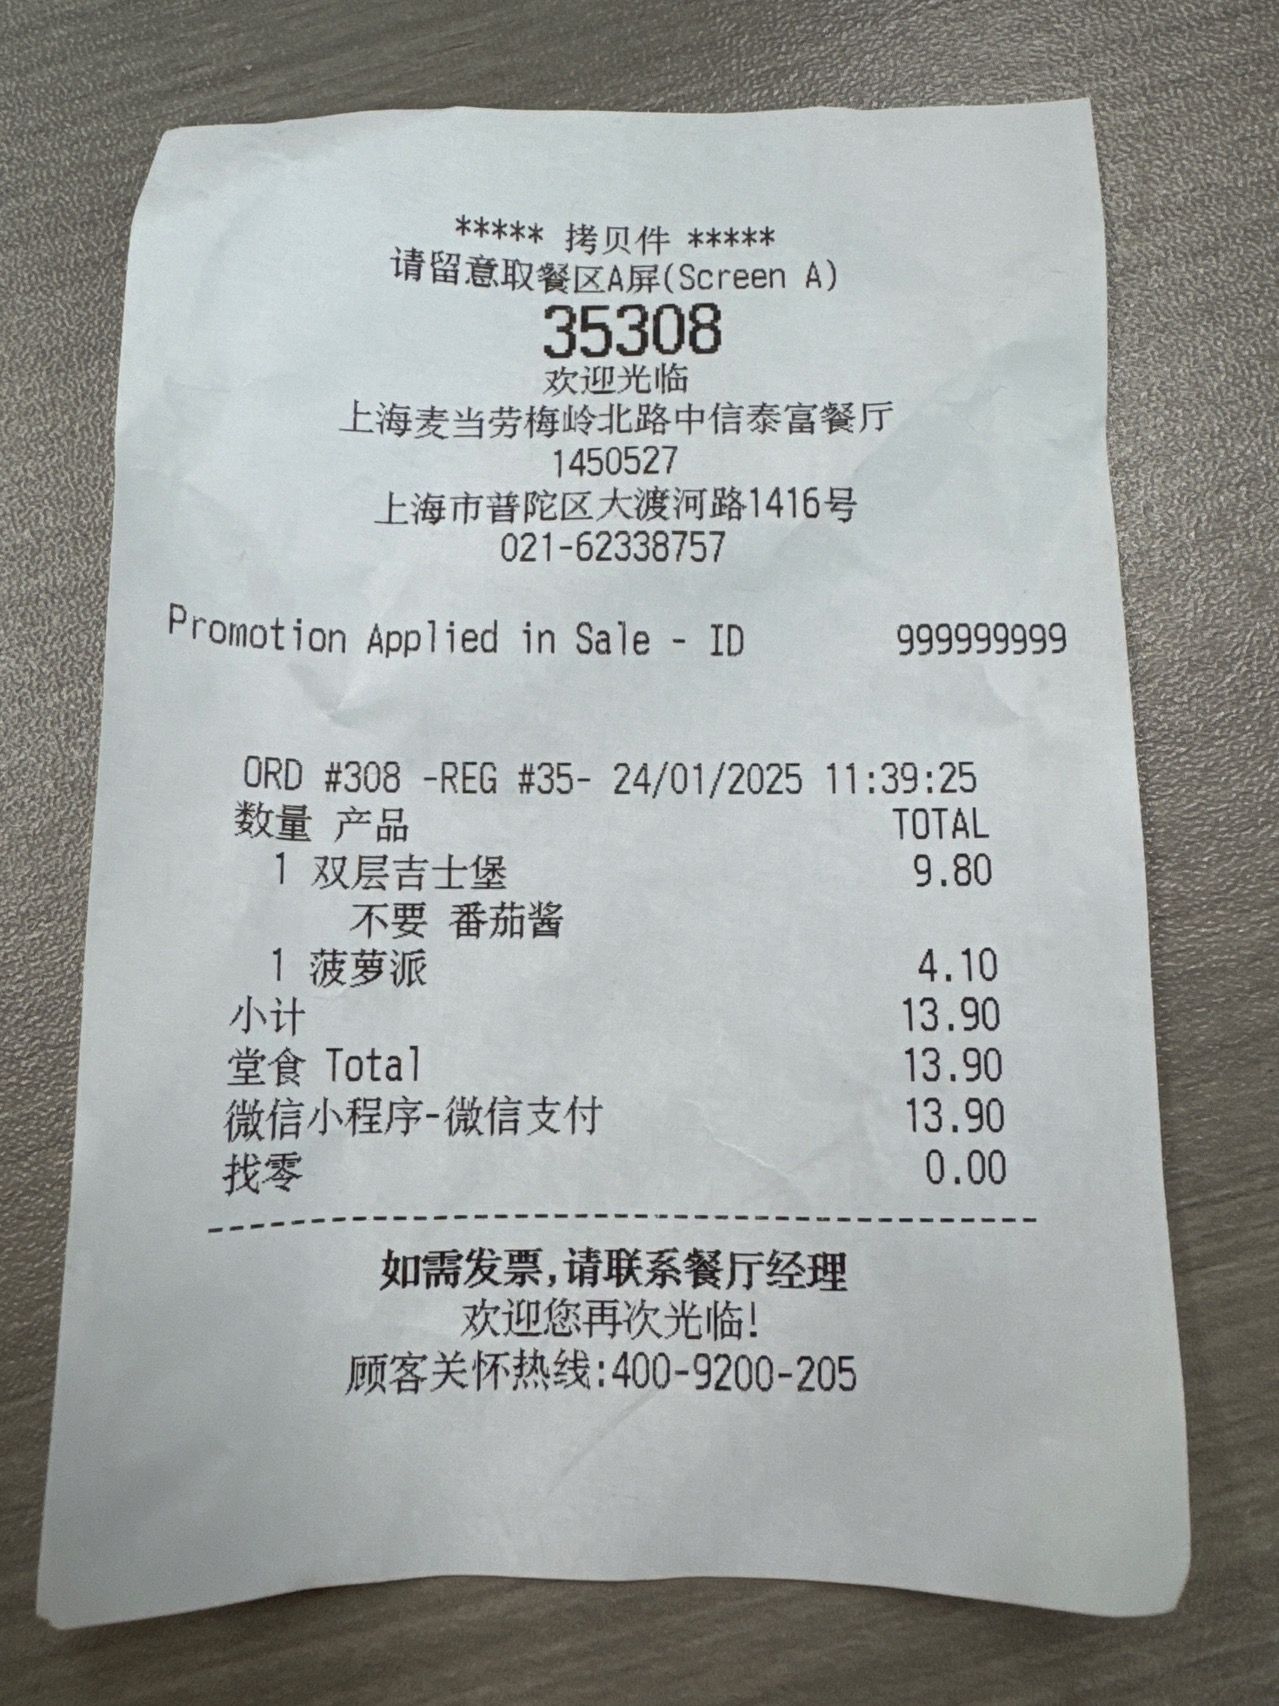 ***** 拷贝件 *****
请留意取餐区A屏(Screen A)
35308
欢迎光临
上海麦当劳梅岭北路中信泰富餐厅
1450527
上海市普陀区大渡河路1416号
021-62338757
Promotion Applied in Sale - ID 999999999
ORD #308 -REG #35- 24/01/2025 11:39:25
数量 产品 TOTAL
1 双层吉士堡 9.80
不要 番茄酱
1 菠萝派 4.10
小计 13.90
堂食 Total 13.90
微信小程序-微信支付 13.90
找零 0.00
如需发票,请联系餐厅经理
欢迎您再次光临!
顾客关怀热线:400-9200-205